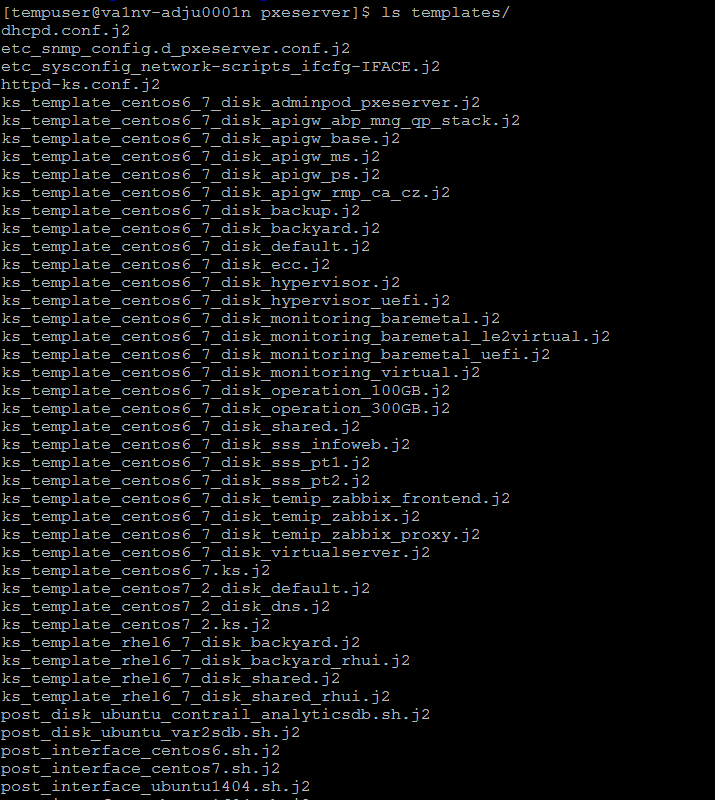 [tempuser@va1nv-adju0001n pxeserver]$ ls templates/
dhcpd.conf.j2
etc_snmp_config.d_pxeserver.conf.j2
etc_sysconfig_network-scripts_ifcfg-IFACE.j2
httpd-ks.conf.j2
ks_template_centos6_7_disk_adminpod_pxeserver.j2
ks_template_centos6_7_disk_apigw_abp_mng_qp_stack.j2
ks_template_centos6_7_disk_apigw_base.j2
ks_template_centos6_7_disk_apigw_ms.j2
ks_template_centos6_7_disk_apigw_ps.j2
ks_template_centos6_7_disk_apigw_rmp_ca_cz.j2
ks_template_centos6_7_disk_backup.j2
ks_template_centos6_7_disk_backyard.j2
ks_template_centos6_7_disk_default.j2
ks_template_centos6_7_disk_ecc.j2
ks_template_centos6_7_disk_hypervisor.j2
ks_template_centos6_7_disk_hypervisor_uefi.j2
ks_template_centos6_7_disk_monitoring_baremetal.j2
ks_template_centos6_7_disk_monitoring_baremetal_le2virtual.j2
ks_template_centos6_7_disk_monitoring_baremetal_uefi.j2
ks_template_centos6_7_disk_monitoring_virtual.j2
ks_template_centos6_7_disk_operation_100GB.j2
ks_template_centos6_7_disk_operation_300GB.j2
ks_template_centos6_7_disk_shared.j2
ks_template_centos6_7_disk_sss_infoweb.j2
ks_template_centos6_7_disk_sss_pt1.j2
ks_template_centos6_7_disk_sss_pt2.j2
ks_template_centos6_7_disk_temip_zabbix_frontend.j2
ks_template_centos6_7_disk_temip_zabbix.j2
ks_template_centos6_7_disk_temip_zabbix_proxy.j2
ks_template_centos6_7_disk_virtualserver.j2
ks_template_centos6_7.ks.j2
ks_template_centos7_2_disk_default.j2
ks_template_centos7_2_disk_dns.j2
ks_template_centos7_2.ks.j2
ks_template_rhel6_7_disk_backyard.j2
ks_template_rhel6_7_disk_backyard_rhui.j2
ks_template_rhel6_7_disk_shared.j2
ks_template_rhel6_7_disk_shared_rhui.j2
post_disk_ubuntu_contrail_analyticsdb.sh.j2
post_disk_ubuntu_var2sdb.sh.j2
post_interface_centos6.sh.j2
post_interface_centos7.sh.j2
post_interface_ubuntu1404.sh.j2